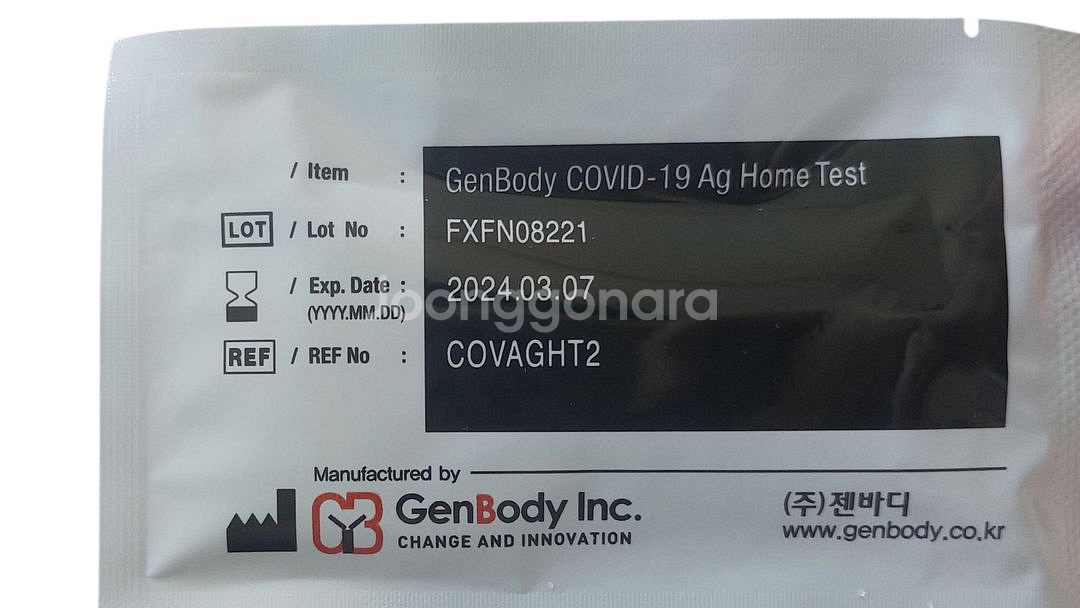 / Item : GenBody COVID-19 Ag Home Test
LOT / Lot No : FXFN08221
/ Exp. Date : 2024.03.07
(YYYY.MM.DD)
joonggonara
REF / REF No : COVAGHT2
Manufactured by
GB GenBody Inc.
CHANGE AND INNOVATION
(주)젠바디
www.genbody.co.kr